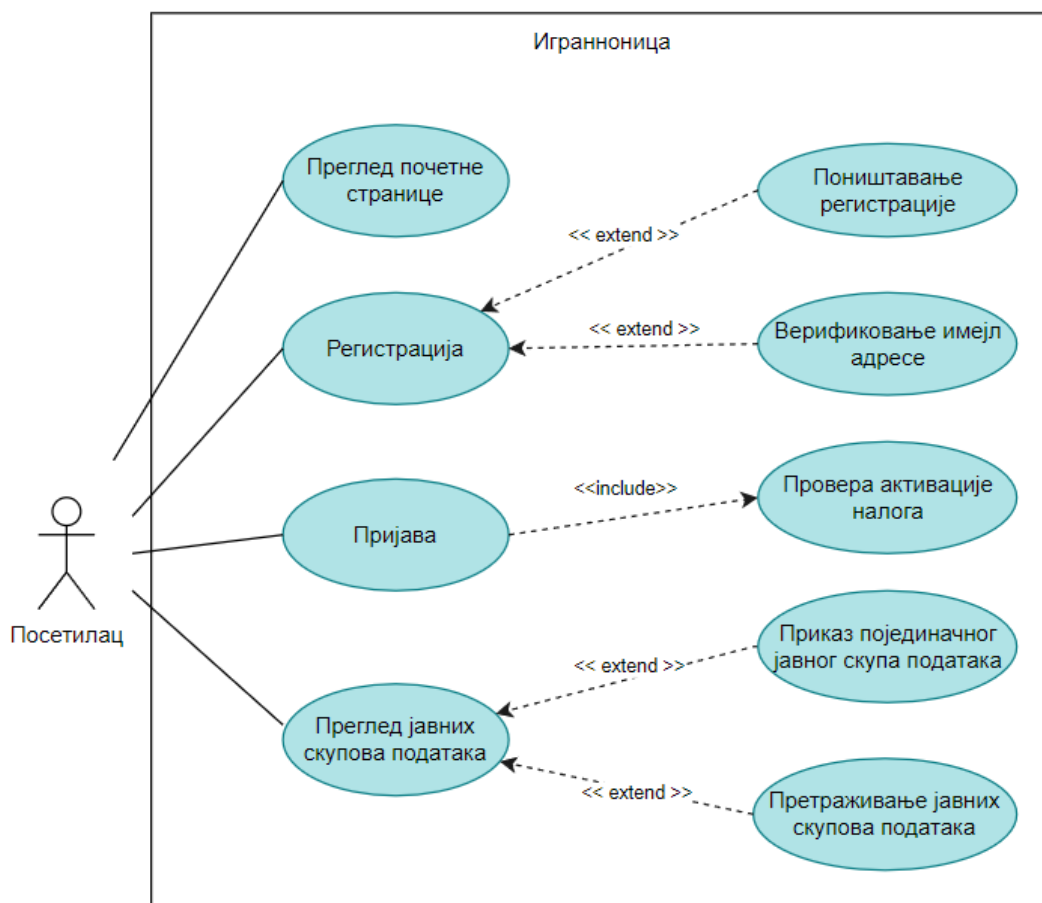 Игранноница
Преглед почетне
странице
Поништавање
регистрације
<< extend >>
Регистрација
<< extend >>
Верификовање имејл
адресе
Пријава
<<include>>
Провера активације
налога
Посетилац
Преглед јавних
скупова података
<< extend >>
Приказ појединачног
јавног скупа података
<< extend >>
Претраживање јавних
скупова података